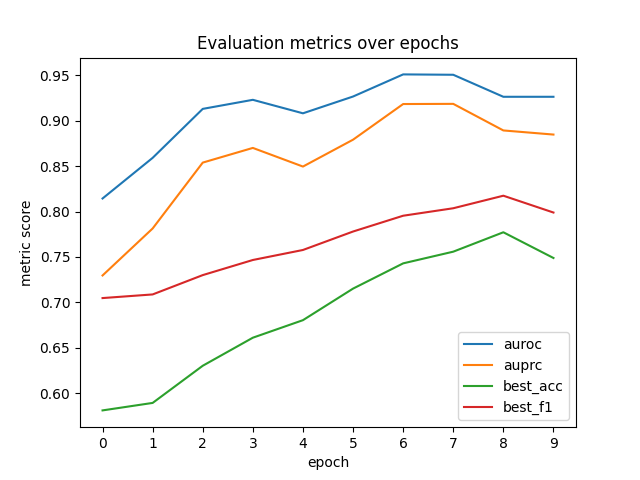 Evaluation metrics over epochs
metric score
0.95
0.90
0.85
0.80
0.75
0.70
0.65
0.60
auroc
auprc
best_acc
best_f1
0 1 2 3 4 5 6 7 8 9
epoch